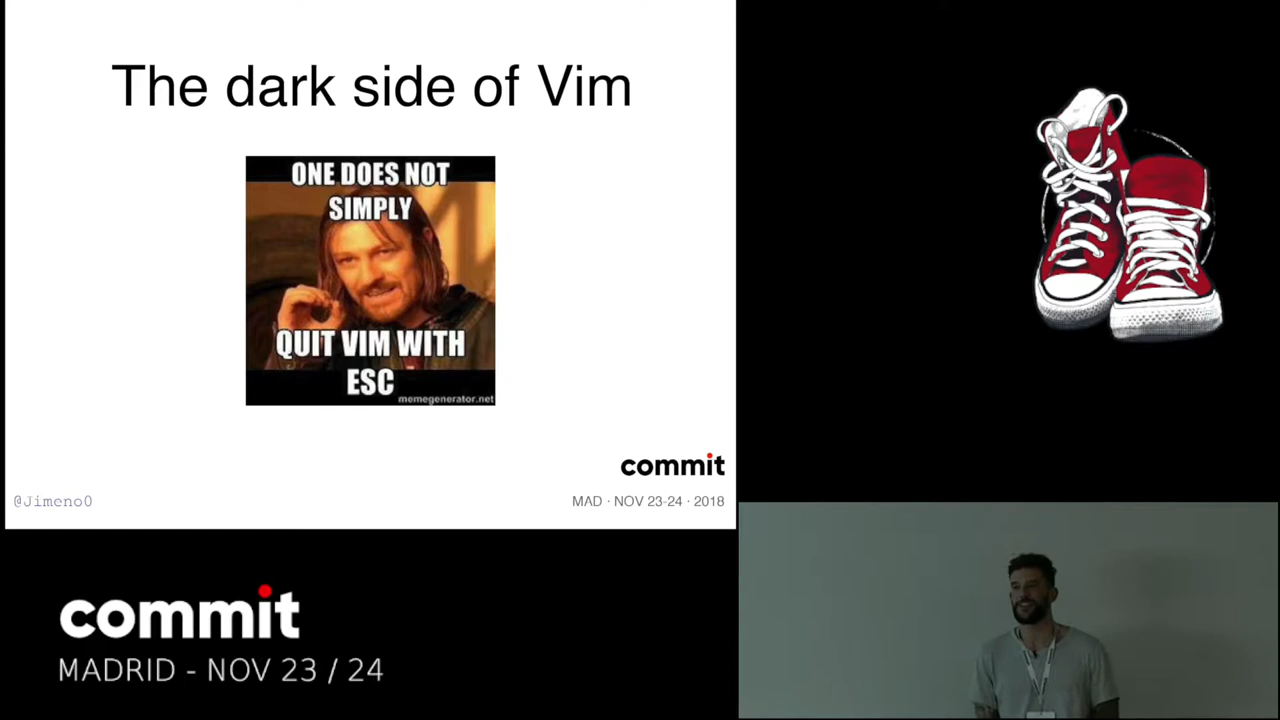 The dark side of Vim
ONE DOES NOT
SIMPLY
QUIT VIM WITH
ESC
memegenerator.net
commit
@Jimeno0
MAD · NOV 23-24 · 2018
commit
MADRID - NOV 23 / 24